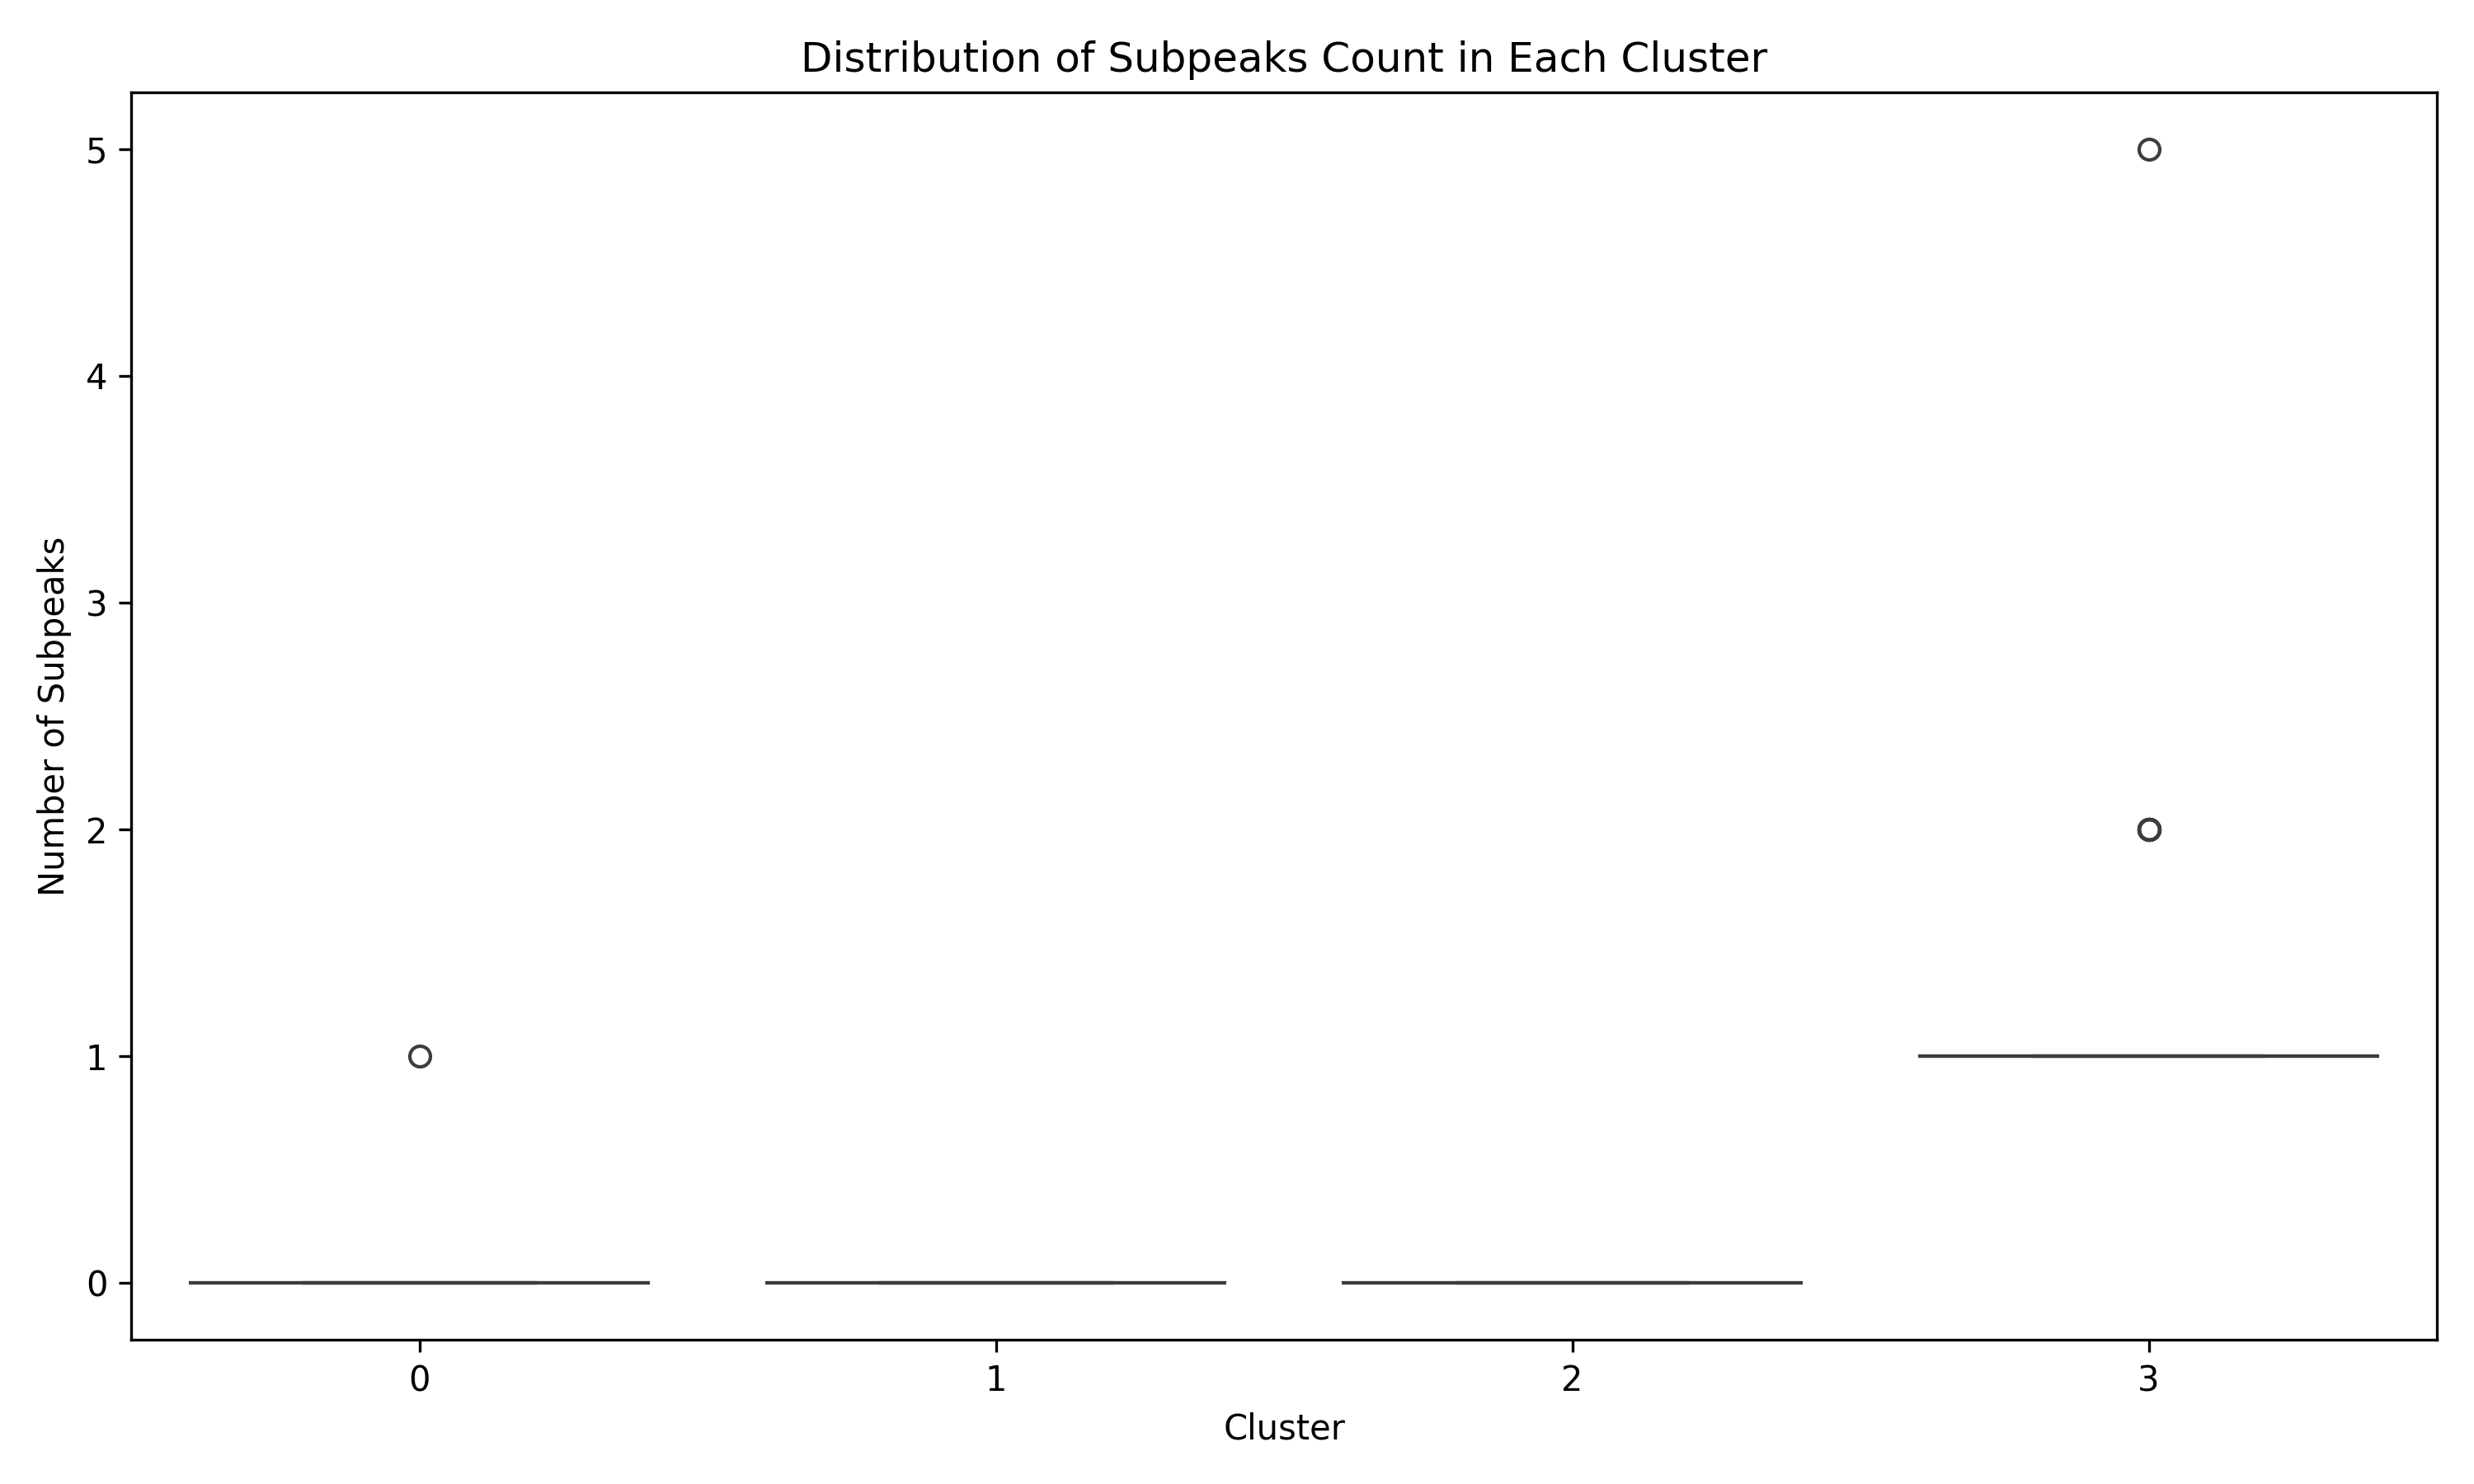 Distribution of Subpeaks Count in Each Cluster
Number of Subpeaks
5
4
3
2
1
0
0 1 2 3
Cluster